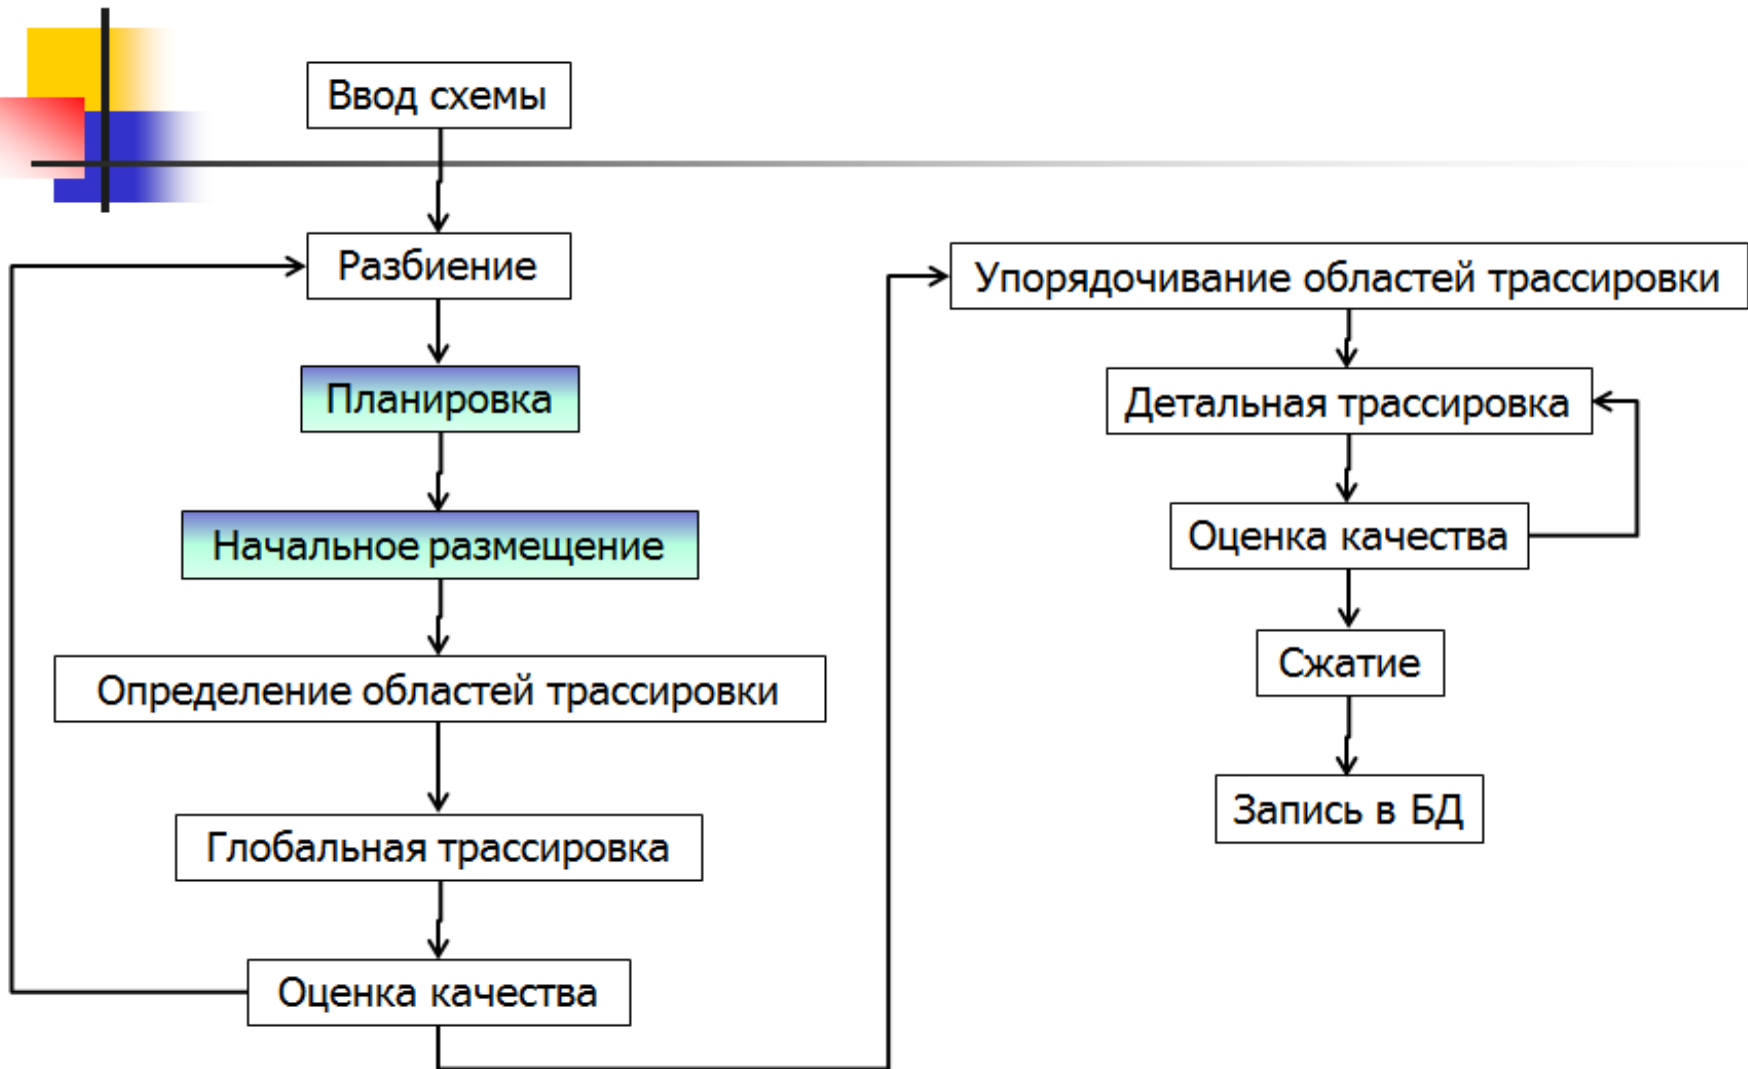 Ввод схемы
Разбиение
Планировка
Начальное размещение
Определение областей трассировки
Глобальная трассировка
Оценка качества
Упорядочивание областей трассировки
Детальная трассировка
Оценка качества
Сжатие
Запись в БД